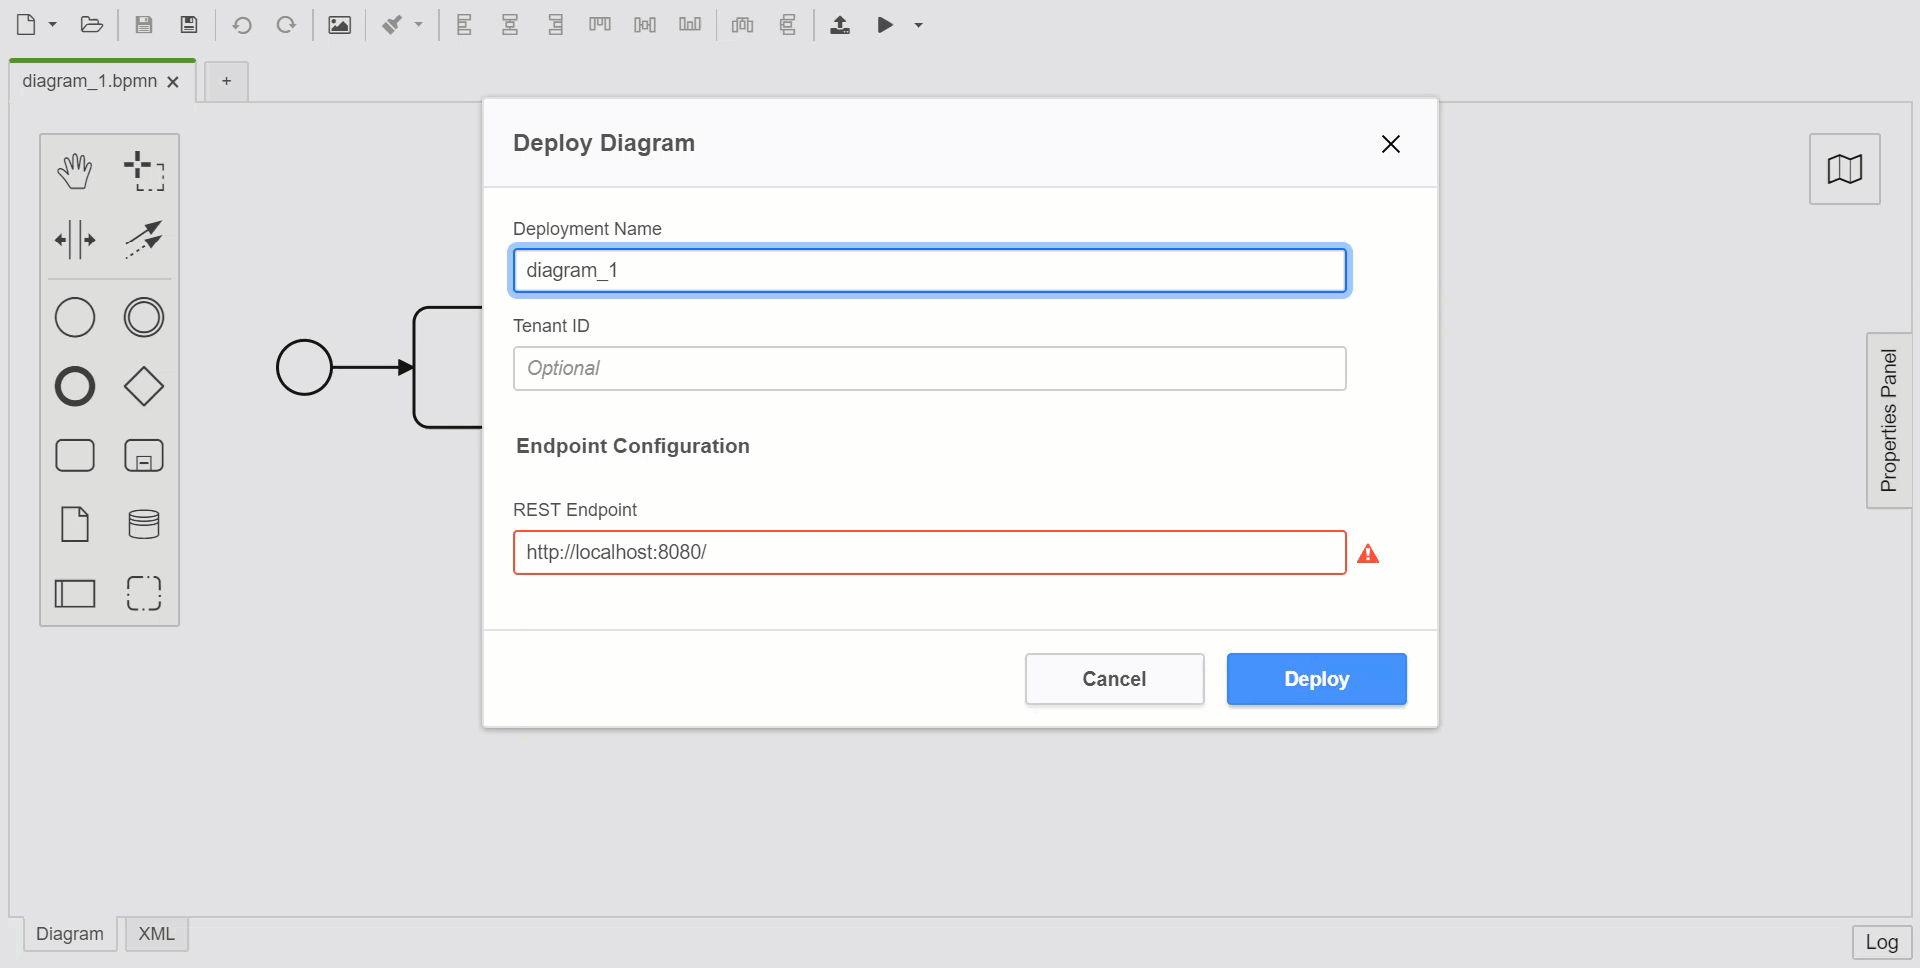 diagram_1.bpmn
+
Deploy Diagram
Deployment Name
diagram_1
Tenant ID
Optional
Endpoint Configuration
REST Endpoint
http://localhost:8080/
Cancel
Deploy
Properties Panel
Diagram
XML
Log